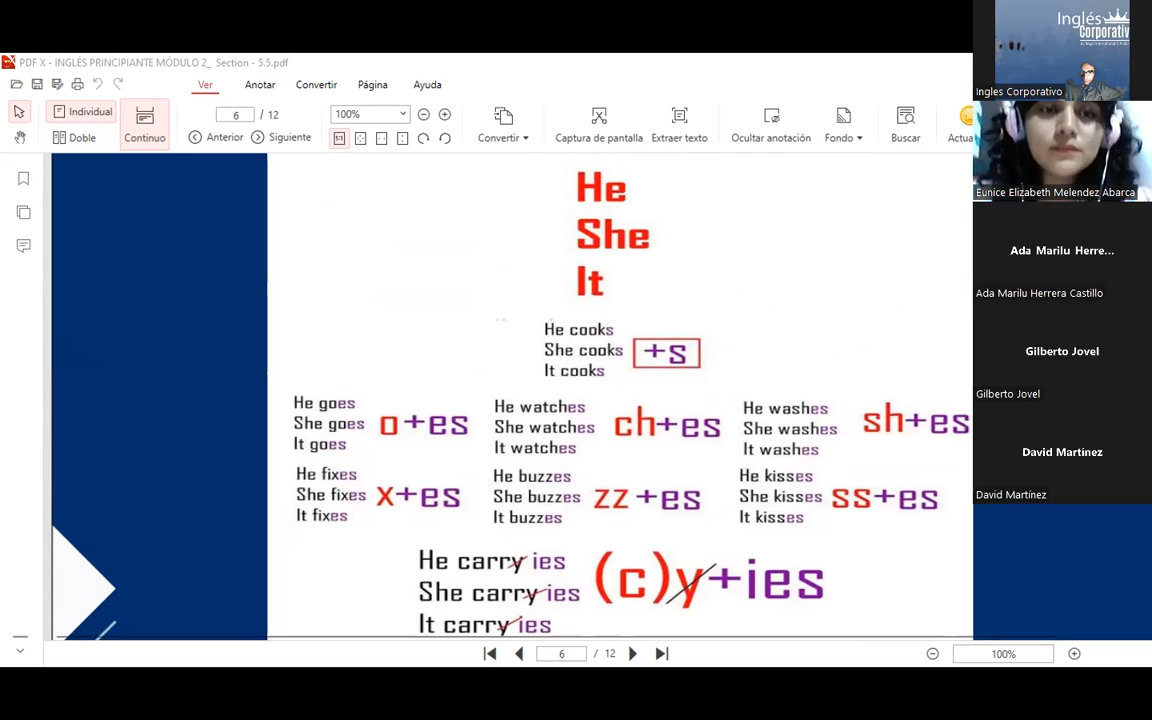 PDF X - INGLÉS PRINCIPIANTE MÓDULO 2_ Section - 5.5.pdf
Ver
Anotar
Convertir
Página
Ayuda
Individual
Doble
Continuo
6 / 12
Anterior
Siguiente
100%
Convertir
Captura de pantalla
Extraer texto
Ocultar anotación
Fondo
Buscar
Actua
He
She
It
He cooks
She cooks
It cooks
+s
He goes
She goes
It goes
o+es
He watches
She watches
It watches
ch+es
He washes
She washes
It washes
sh+es
He fixes
She fixes
It fixes
x+es
He buzzes
She buzzes
It buzzes
zz +es
He kisses
She kisses
It kisses
ss+es
He carry ies
She carry ies
It carry ies
(c)y+ies
6 / 12
100%
Inglés
Corporativ
Ingles Corporativo
Eunice Elizabeth Melendez Abarca
Ada Marilu Herre...
Ada Marilu Herrera Castillo
Gilberto Jovel
Gilberto Jovel
David Martinez
David Martínez